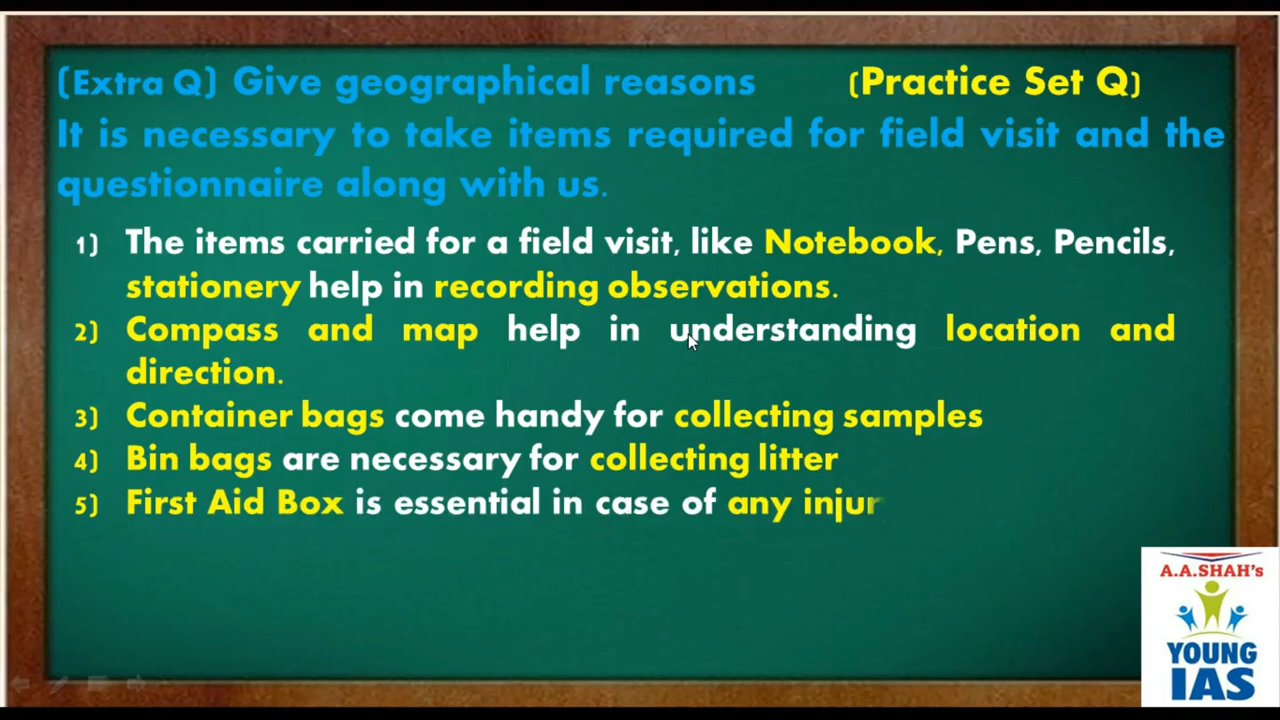 (Extra Q) Give geographical reasons (Practice Set Q)
It is necessary to take items required for field visit and the
questionnaire along with us.
1) The items carried for a field visit, like Notebook, Pens, Pencils,
stationery help in recording observations.
2) Compass and map help in understanding location and
direction.
3) Container bags come handy for collecting samples
4) Bin bags are necessary for collecting litter
5) First Aid Box is essential in case of any injur
A.A.SHAH's
YOUNG
IAS